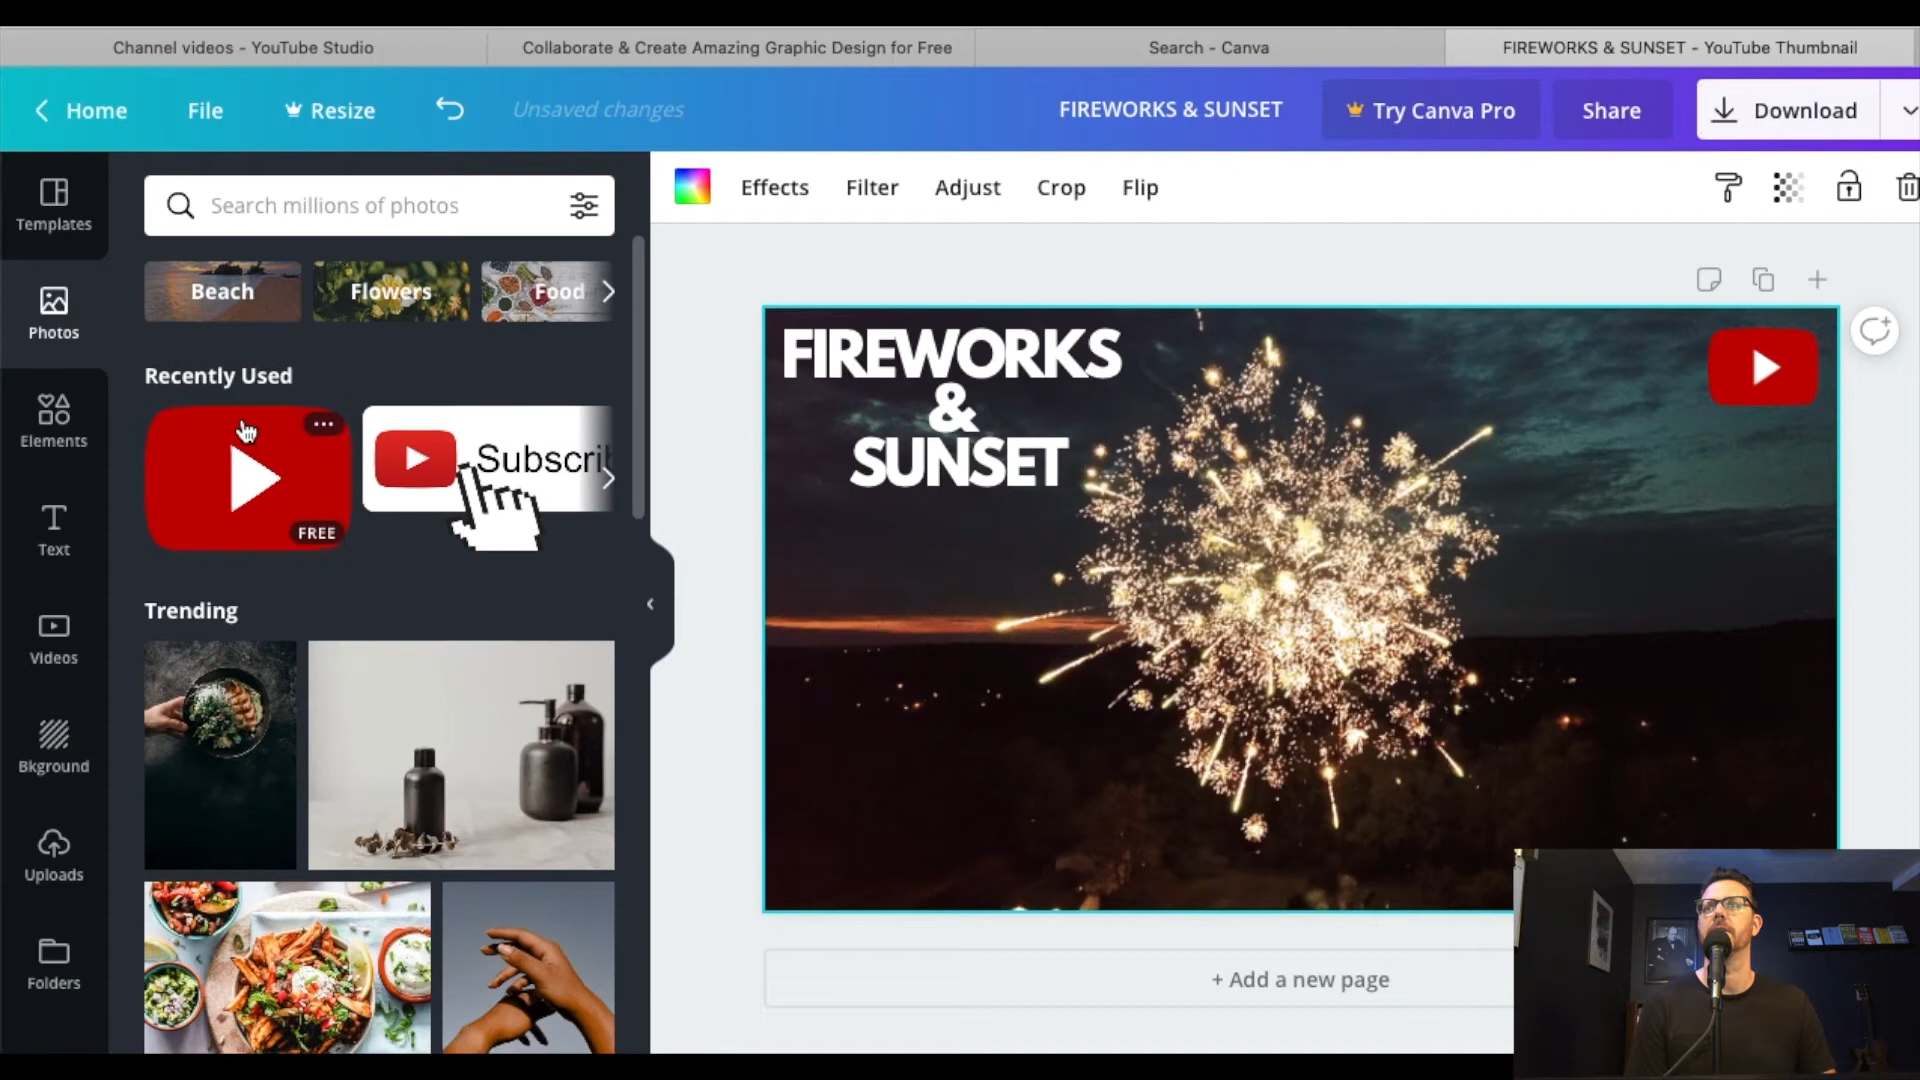 Channel videos - YouTube Studio
Collaborate & Create Amazing Graphic Design for Free
Search - Canva
FIREWORKS & SUNSET - YouTube Thumbnail
Home
File
Resize
Unsaved changes
FIREWORKS & SUNSET
Try Canva Pro
Share
Download
Templates
Photos
Elements
Text
Videos
Bkground
Uploads
Folders
Search millions of photos
Beach
Flowers
Food
Recently Used
FREE
Subscri
Trending
Effects
Filter
Adjust
Crop
Flip
FIREWORKS
&
SUNSET
+ Add a new page